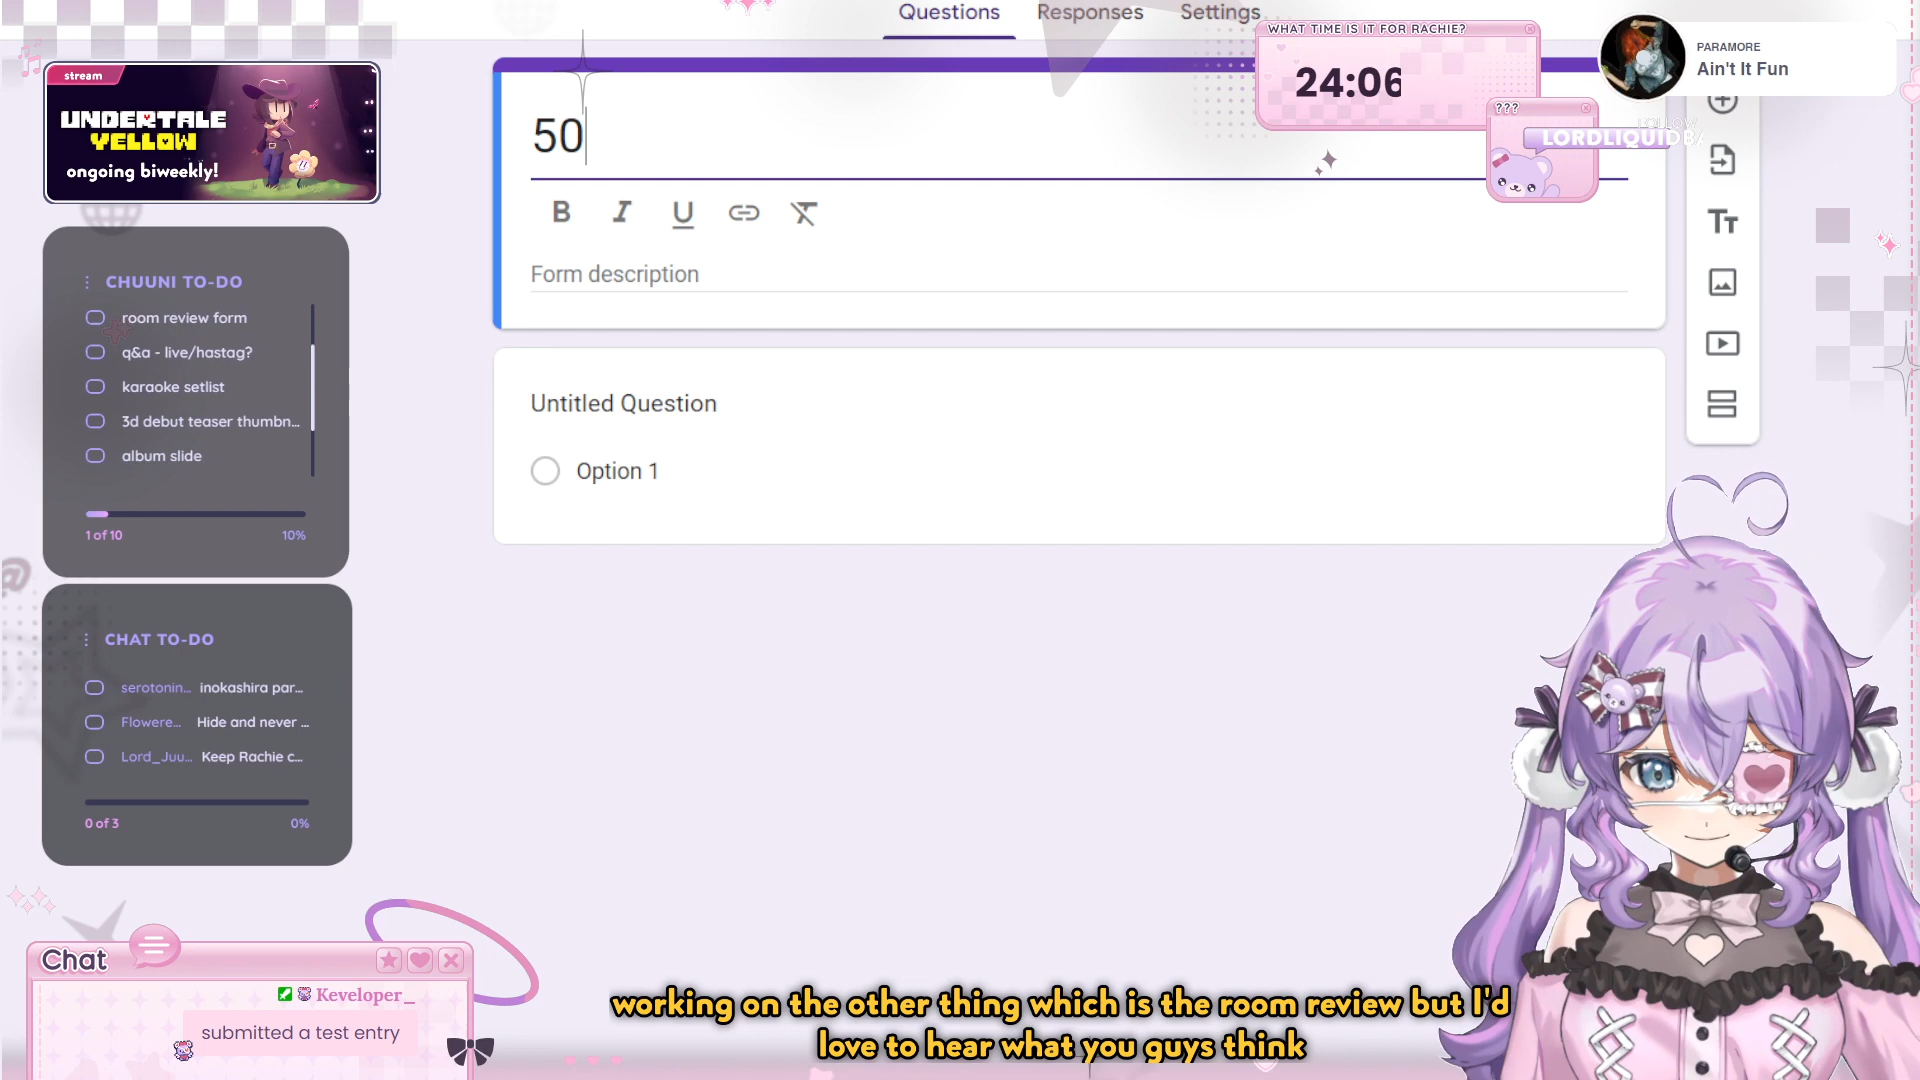 Questions
Responses
Settings
WHAT TIME IS IT FOR RACHIE?
24:06
PARAMORE
Ain't It Fun
???
FOLLOW
LORDLIQUIDBA
stream
UNDERTALE
YELLOW
ongoing biweekly!
50
B I U
Form description
Untitled Question
Option 1
Tt
CHUUNI TO-DO
room review form
q&a - live/hastag?
karaoke setlist
3d debut teaser thumbn...
album slide
1 of 10
10%
CHAT TO-DO
serotonin... inokashira par...
Flowere... Hide and never ...
Lord_Juu... Keep Rachie c...
0 of 3
0%
Chat
Keveloper_
submitted a test entry
working on the other thing which is the room review but I'd
love to hear what you guys think